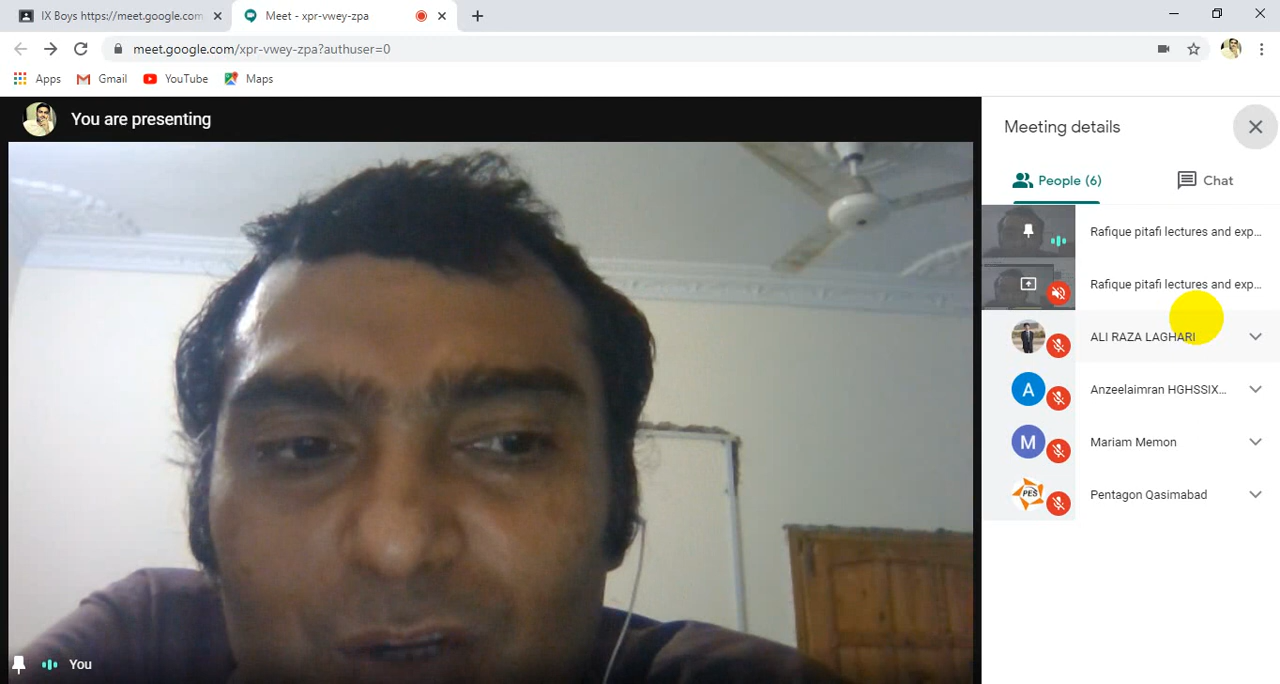 IX Boys https://meet.google.com
Meet - xpr-vwey-zpa
meet.google.com/xpr-vwey-zpa?authuser=0
Apps
Gmail
YouTube
Maps
You are presenting
Meeting details
People (6)
Chat
Rafique pitafi lectures and exp...
Rafique pitafi lectures and exp...
ALI RAZA LAGHARI
A
Anzeelaimran HGHSSIX...
M
Mariam Memon
PES
Pentagon Qasimabad
You